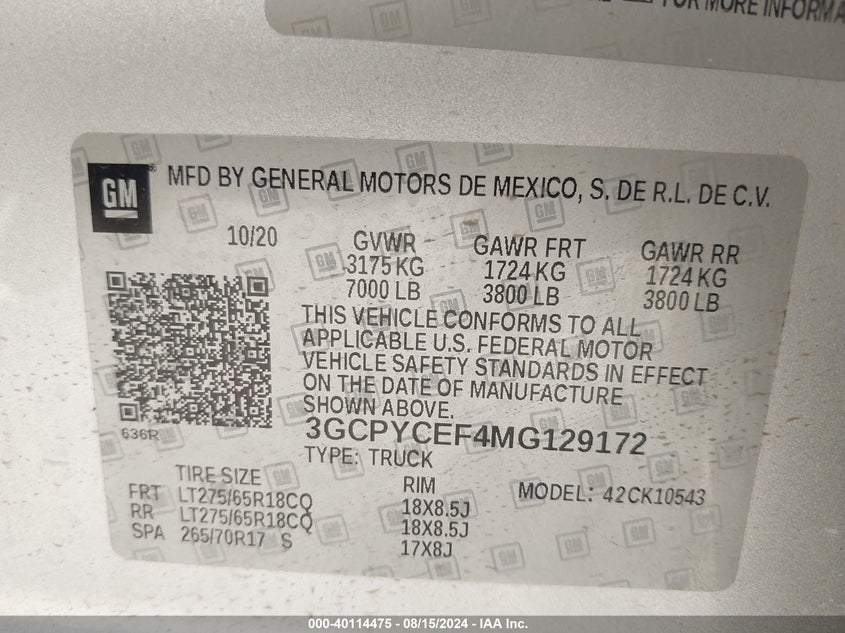 FOR MORE INFORMA
GM
MFD BY GENERAL MOTORS DE MEXICO, S. DE R.L. DE C.V.
10/20
GVWR GAWR FRT GAWR RR
3175 KG 1724 KG 1724 KG
7000 LB 3800 LB 3800 LB
THIS VEHICLE CONFORMS TO ALL
APPLICABLE U.S. FEDERAL MOTOR
VEHICLE SAFETY STANDARDS IN EFFECT
ON THE DATE OF MANUFACTURE
SHOWN ABOVE.
636R
3GCPYCEF4MG129172
TYPE: TRUCK
TIRE SIZE RIM MODEL: 42CK10543
FRT LT275/65R18CQ 18X8.5J
RR LT275/65R18CQ 18X8.5J
SPA 265/70R17 S 17X8J
000-40114475 - 08/15/2024 - IAA Inc.